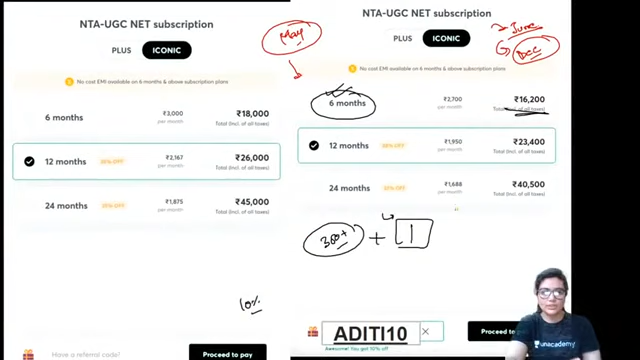 NTA-UGC NET subscription
PLUS
ICONIC
No cost EMI available on 6 months & above subscription plans
6 months
₹3,000
per month
₹18,000
Total (Incl. of all taxes)
12 months
₹2,167
per month
₹26,000
Total (Incl. of all taxes)
24 months
₹1,875
per month
₹45,000
Total (Incl. of all taxes)
10%
Have a referral code?
Proceed to pay
May
NTA-UGC NET subscription
PLUS
ICONIC
June
Dec
No cost EMI available on 6 months & above subscription plans
6 months
₹2,700
per month
₹16,200
Total (Incl. of all taxes)
12 months
₹1,950
per month
₹23,400
Total (Incl. of all taxes)
24 months
₹1,688
per month
₹40,500
Total (Incl. of all taxes)
360+ + 1
ADITI10
Awesome! You got 10% off
Proceed to pay
unacademy